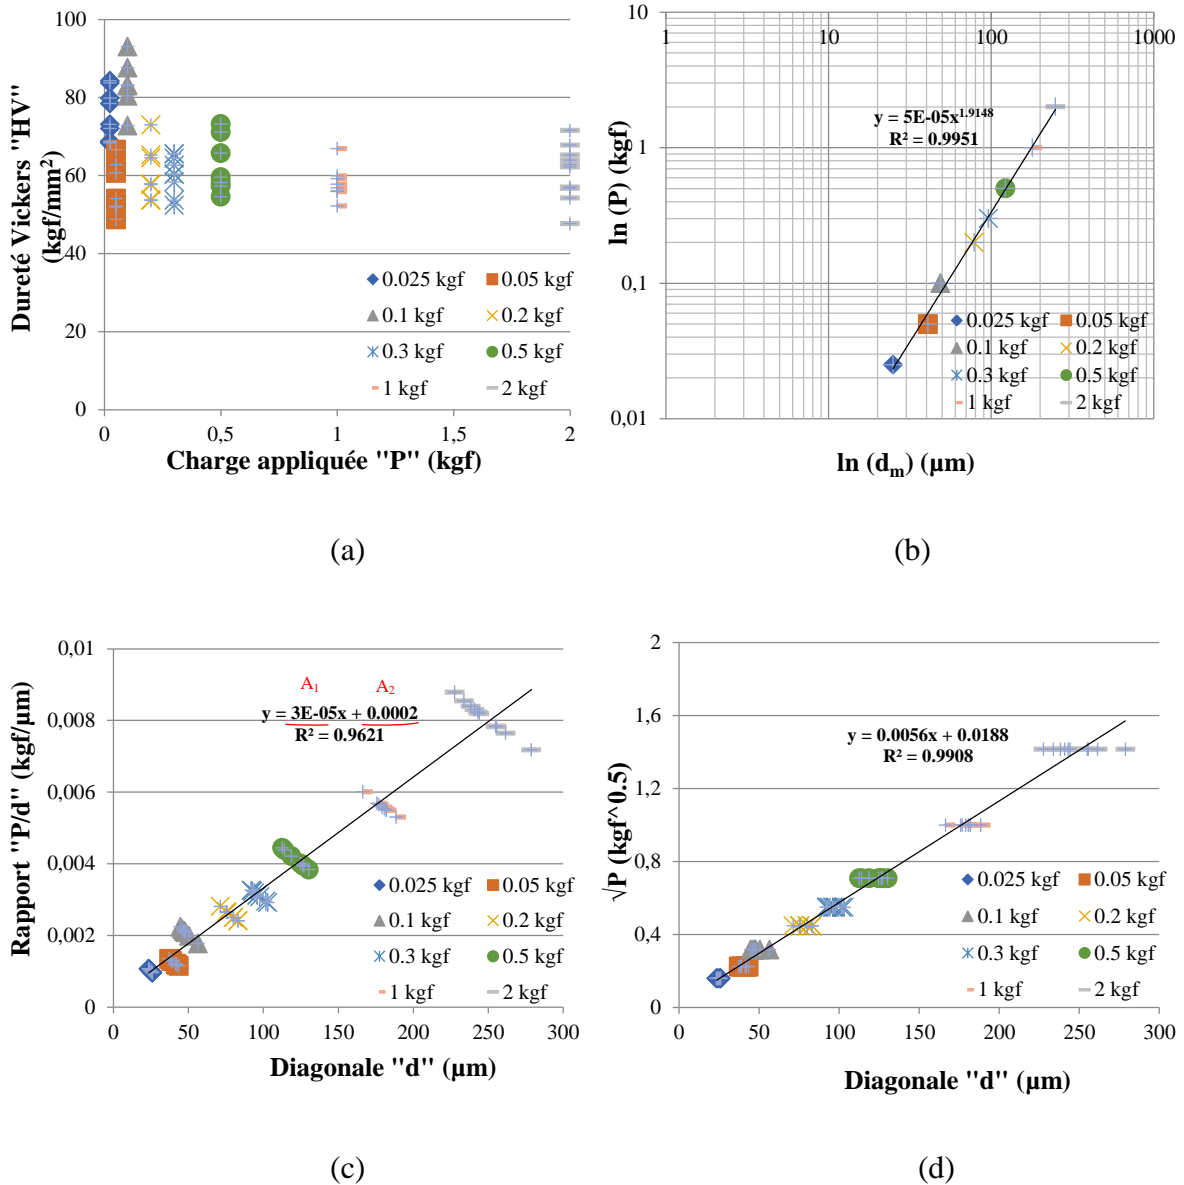 Dureté Vickers "HV"
(kgf/mm²)
100
80
60
40
20
0
0.025 kgf 0.05 kgf
0.1 kgf 0.2 kgf
0.3 kgf 0.5 kgf
1 kgf 2 kgf
0 0,5 1 1,5 2
Charge appliquée "P" (kgf)
(a)
ln (P) (kgf)
10
1
0,1
0,01
1 10 100 1000
y = 5E-05x^1.9148
R² = 0.9951
0.025 kgf 0.05 kgf
0.1 kgf 0.2 kgf
0.3 kgf 0.5 kgf
1 kgf 2 kgf
ln (dₘ) (µm)
(b)
Rapport "P/d" (kgf/µm)
0,01
0,008
0,006
0,004
0,002
0
A₁ A₂
y = 3E-05x + 0.0002
R² = 0.9621
0.025 kgf 0.05 kgf
0.1 kgf 0.2 kgf
0.3 kgf 0.5 kgf
1 kgf 2 kgf
0 50 100 150 200 250 300
Diagonale "d" (µm)
(c)
√P (kgf^0.5)
2
1,6
1,2
0,8
0,4
0
y = 0.0056x + 0.0188
R² = 0.9908
0.025 kgf 0.05 kgf
0.1 kgf 0.2 kgf
0.3 kgf 0.5 kgf
1 kgf 2 kgf
0 50 100 150 200 250 300
Diagonale "d" (µm)
(d)